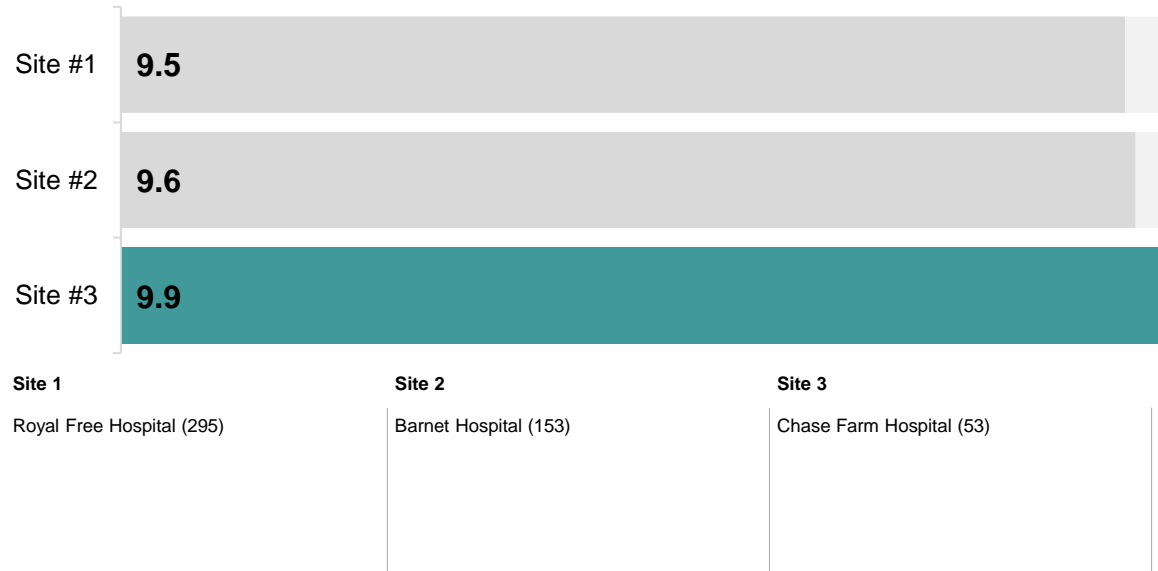 Site #1 9.5
Site #2 9.6
Site #3 9.9
Site 1 Site 2 Site 3
Royal Free Hospital (295) Barnet Hospital (153) Chase Farm Hospital (53)